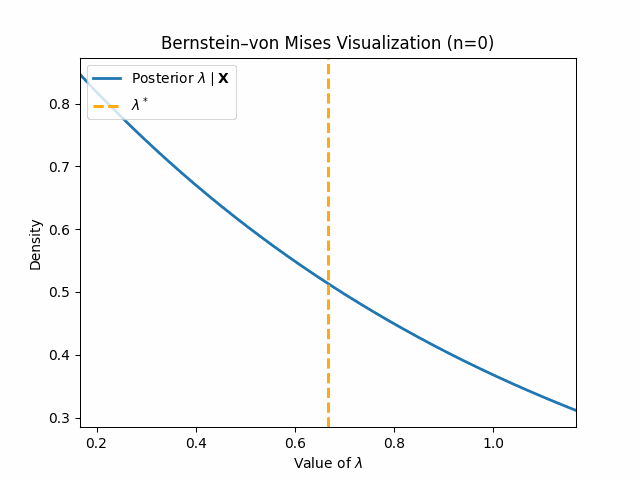 Bernstein–von Mises Visualization (n=0)
Posterior λ | X
λ*
Density
0.8
0.7
0.6
0.5
0.4
0.3
0.2
0.4
0.6
0.8
1.0
Value of λ